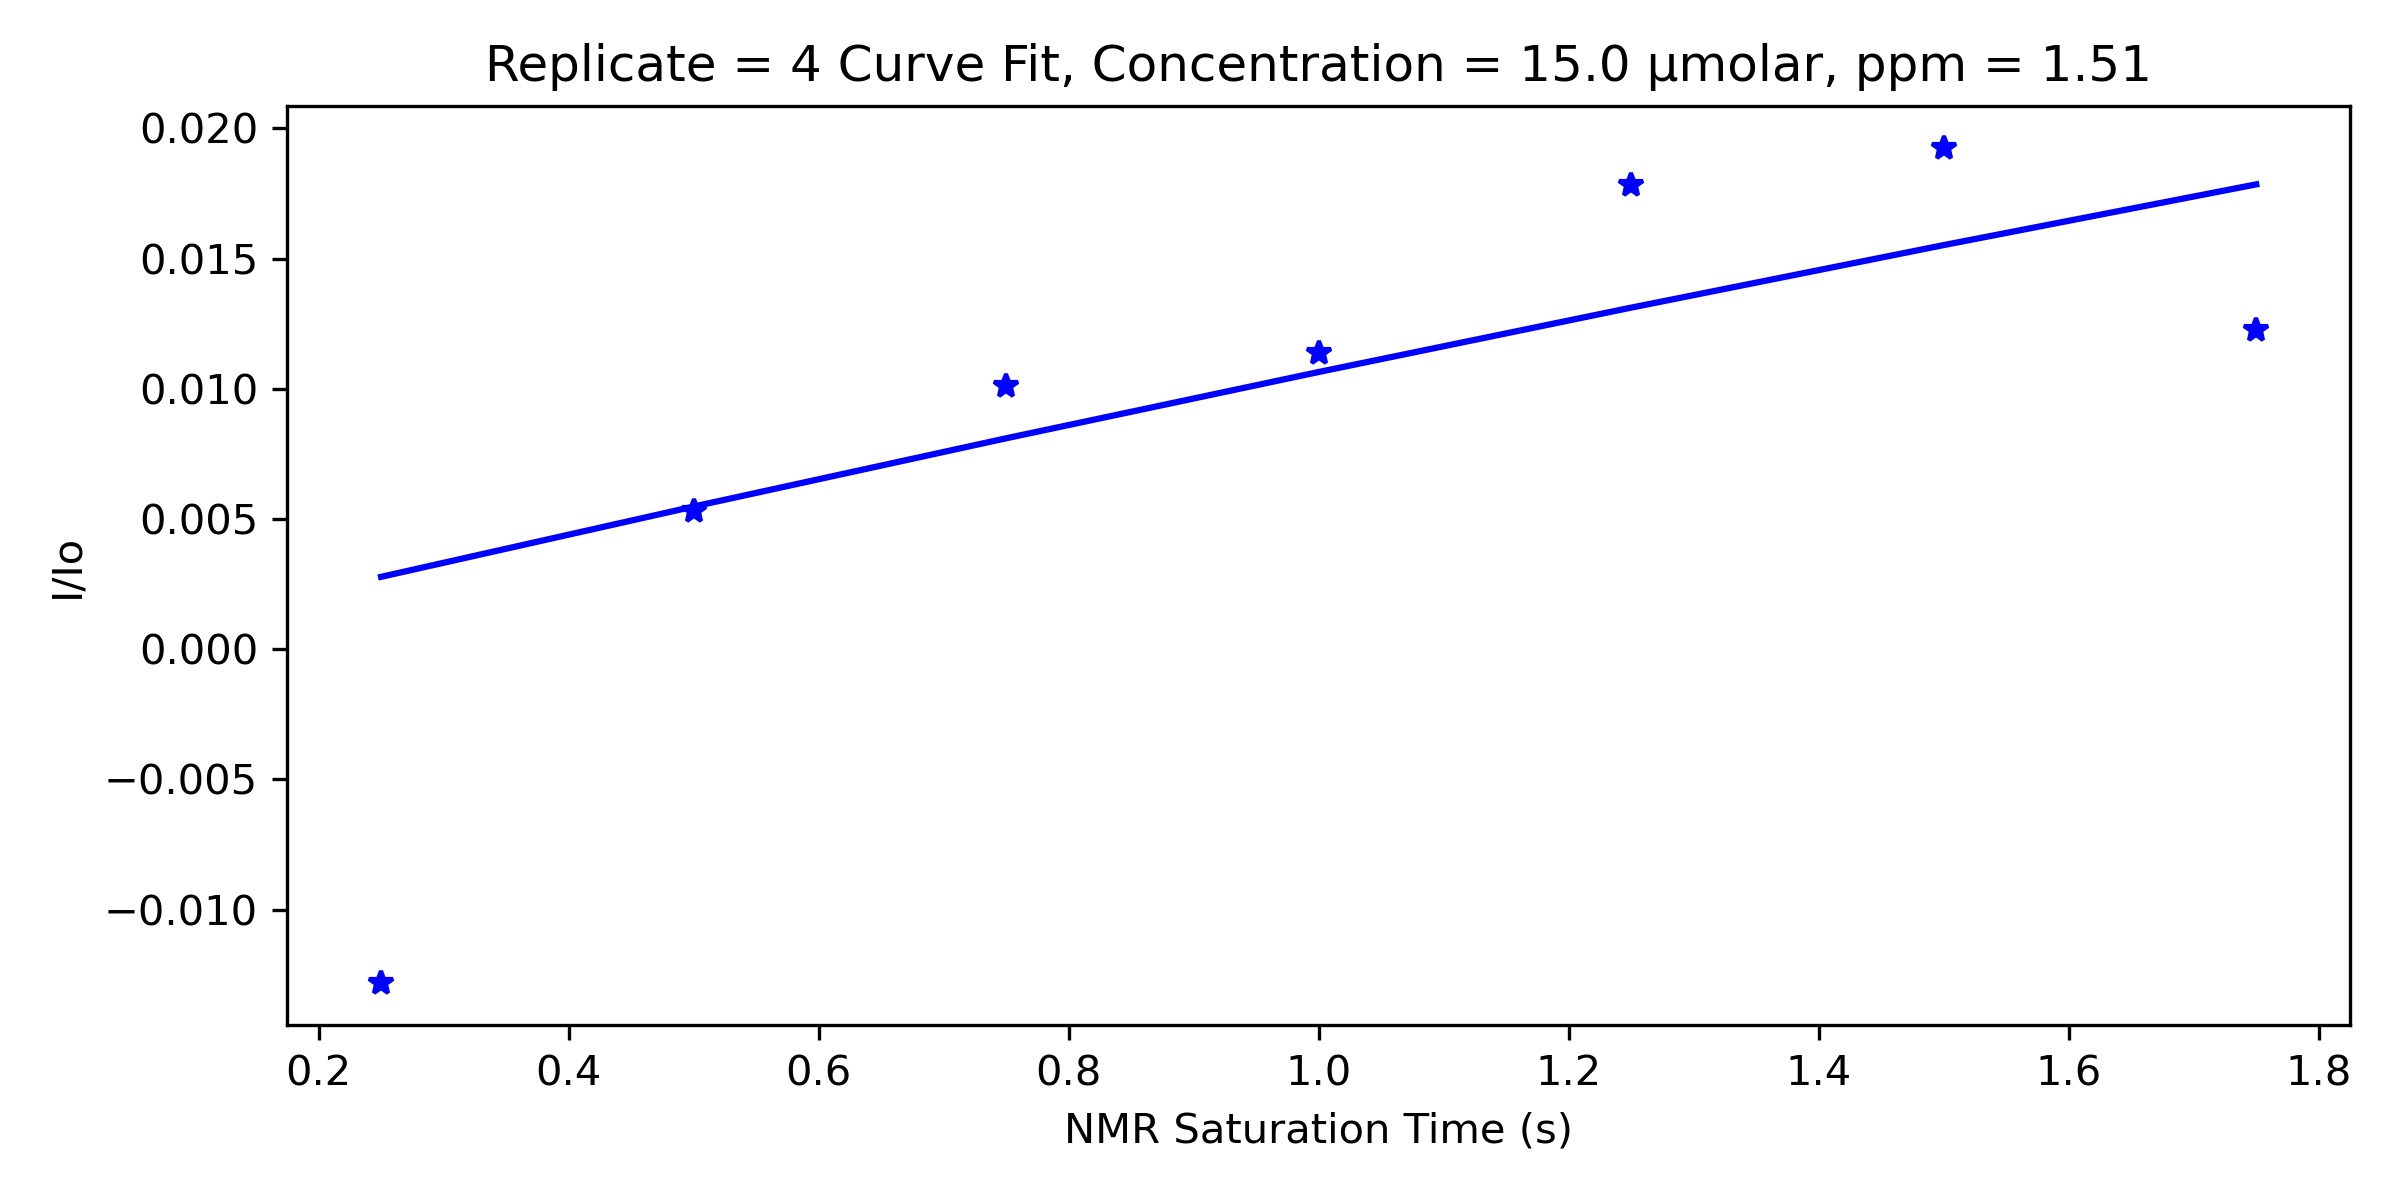 Replicate = 4 Curve Fit, Concentration = 15.0 μmolar, ppm = 1.51
0.020
0.015
0.010
0.005
0.000
−0.005
−0.010
I/Io
0.2 0.4 0.6 0.8 1.0 1.2 1.4 1.6 1.8
NMR Saturation Time (s)